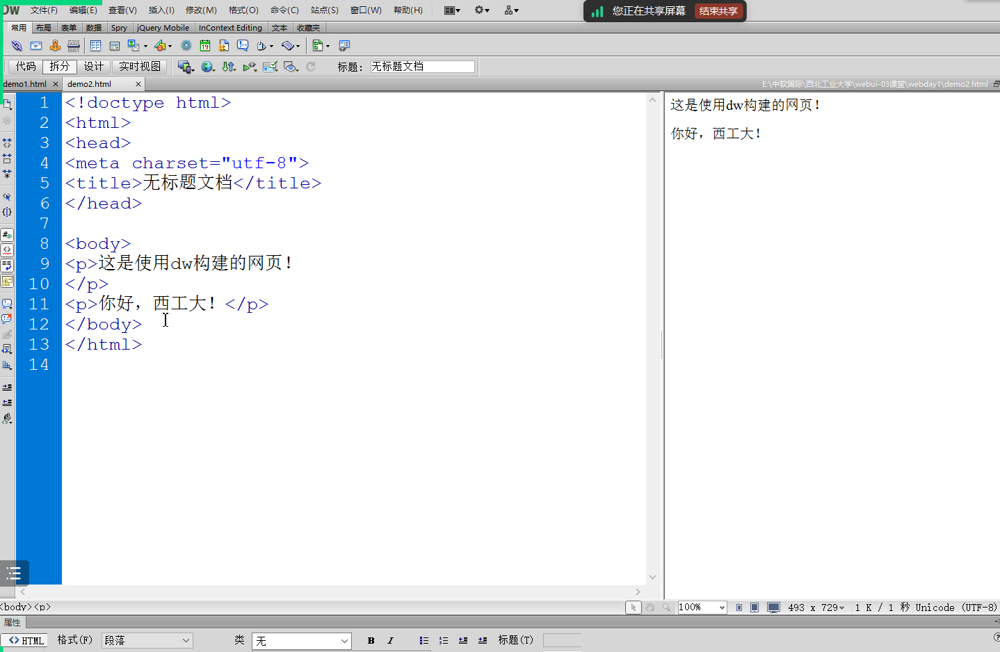 DW 文件(F) 编辑(E) 查看(V) 插入(I) 修改(M) 格式(O) 命令(C) 站点(S) 窗口(W) 帮助(H) 您正在共享屏幕 结束共享
常用 布局 表单 数据 Spry jQuery Mobile InContext Editing 文本 收藏夹
19
代码 拆分 设计 实时视图 标题: 无标题文档
demo1.html × demo2.html × E:\中软国际\西北工业大学\webui-03课堂\webday1\demo2.html
1 <!doctype html>
2 <html>
3 <head>
4 <meta charset="utf-8">
5 <title>无标题文档</title>
6 </head>
7
8 <body>
9 <p>这是使用dw构建的网页!
10 </p>
11 <p>你好，西工大! </p>
12 </body>
13 </html>
14
这是使用dw构建的网页!
你好，西工大!
<body><p> 100% 493 x 729 1 K / 1 秒 Unicode (UTF-8)
属性
<> HTML 格式(F) 段落 类 无 B I 标题(T)